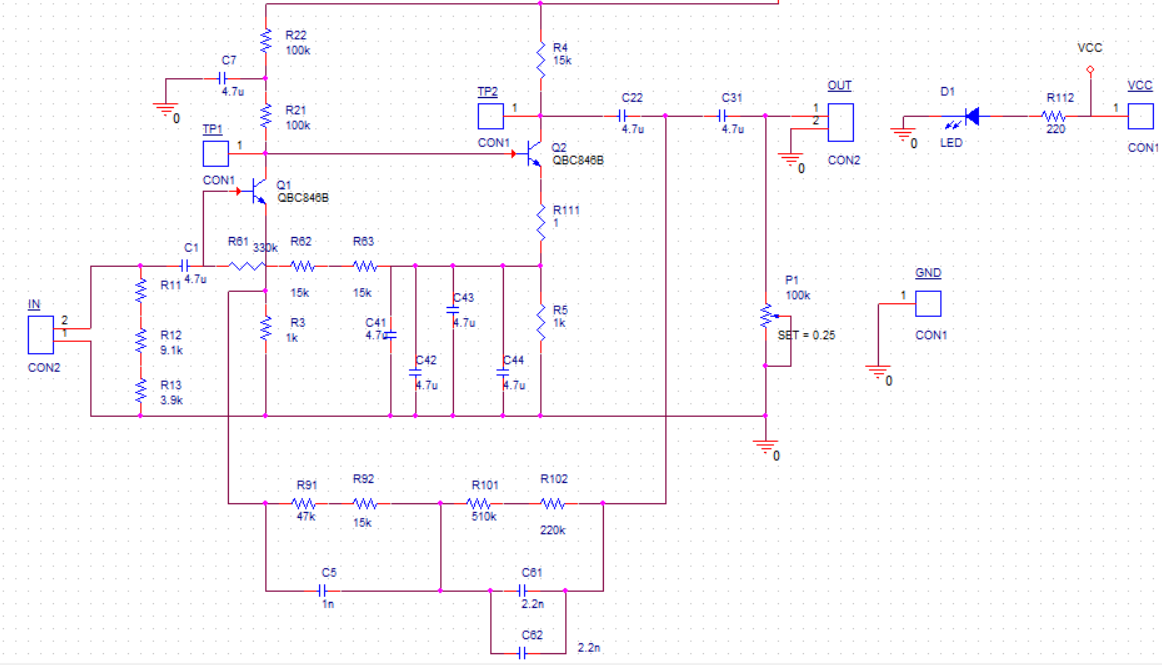 R22
100k
R4
15k
VCC
C7
4.7u
R21
100k
0
TP2
1
CON1
C22
4.7u
C31
4.7u
OUT
1
2
CON2
0
D1
LED
0
R112
220
VCC
1
CON1
TP1
1
CON1
Q2
QBC846B
Q1
QBC846B
R111
1
C1
4.7u
R61
330k
R62
15k
R63
15k
R11
IN
2
1
CON2
R12
9.1k
R13
3.9k
R3
1k
C41
4.7u
C43
4.7u
C42
4.7u
C44
4.7u
R5
1k
P1
100k
SET = 0.25
GND
1
CON1
0
0
R91
47k
R92
15k
R101
510k
R102
220k
C5
1n
C61
2.2n
C62
2.2n